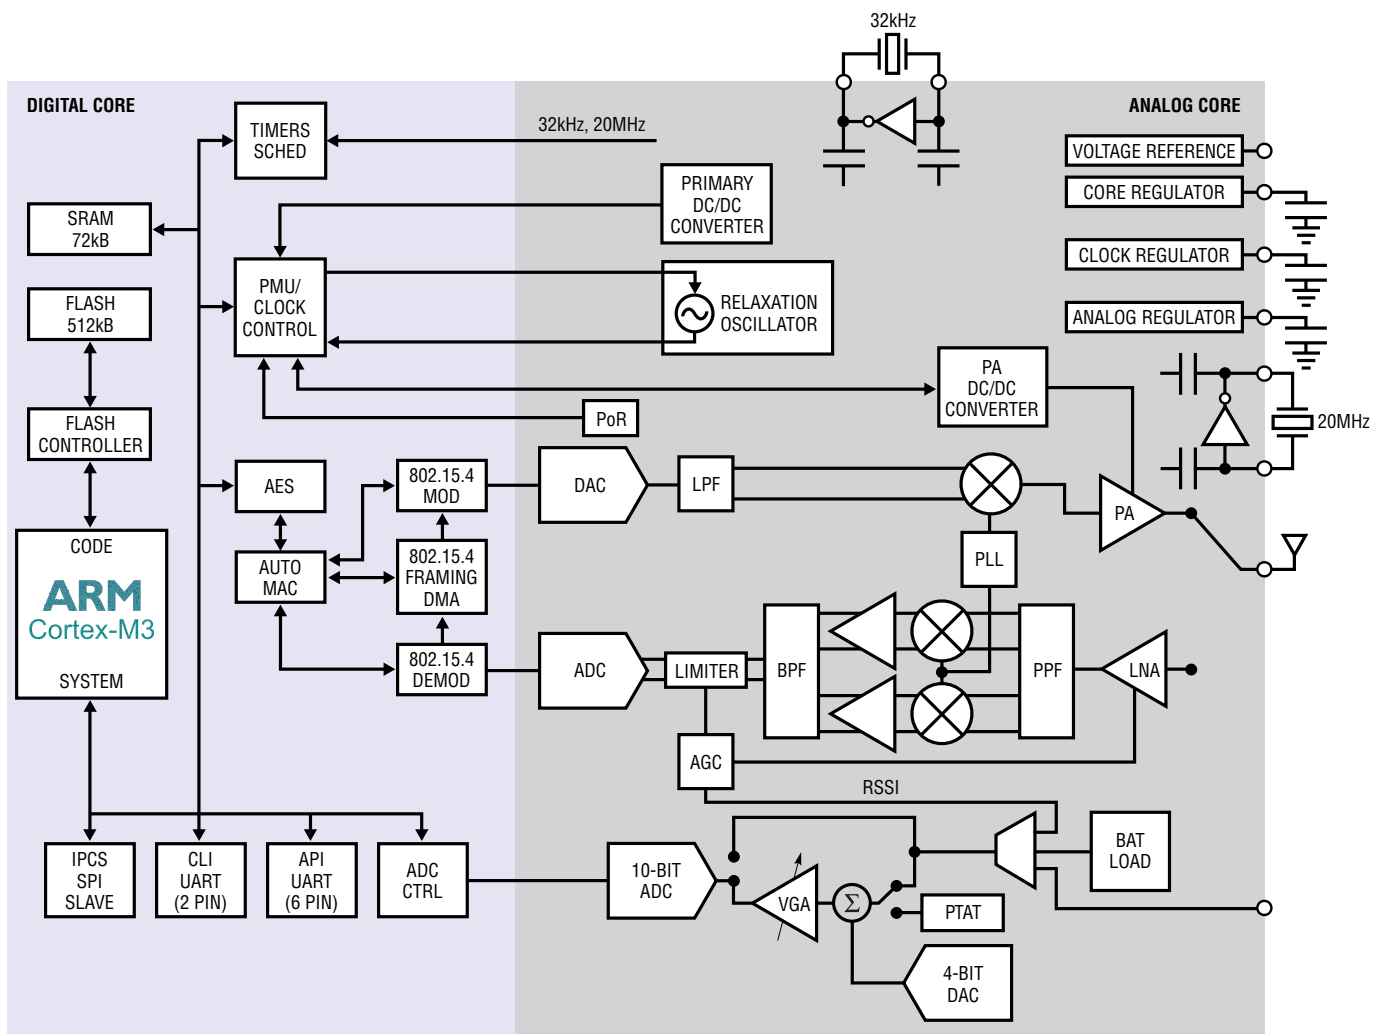 32kHz
DIGITAL CORE
ANALOG CORE
TIMERS
SCHED
32kHz, 20MHz
VOLTAGE REFERENCE
PRIMARY
DC/DC
CONVERTER
CORE REGULATOR
SRAM
72kB
CLOCK REGULATOR
PMU/
CLOCK
CONTROL
RELAXATION
OSCILLATOR
FLASH
512kB
ANALOG REGULATOR
PA
DC/DC
CONVERTER
PoR
20MHz
FLASH
CONTROLLER
AES
802.15.4
MOD
DAC
LPF
PA
CODE
ARM
Cortex-M3
SYSTEM
AUTO
MAC
802.15.4
FRAMING
DMA
PLL
802.15.4
DEMOD
ADC
LIMITER
BPF
PPF
LNA
AGC
RSSI
IPCS
SPI
SLAVE
CLI
UART
(2 PIN)
API
UART
(6 PIN)
ADC
CTRL
10-BIT
ADC
VGA
Σ
BAT
LOAD
PTAT
4-BIT
DAC